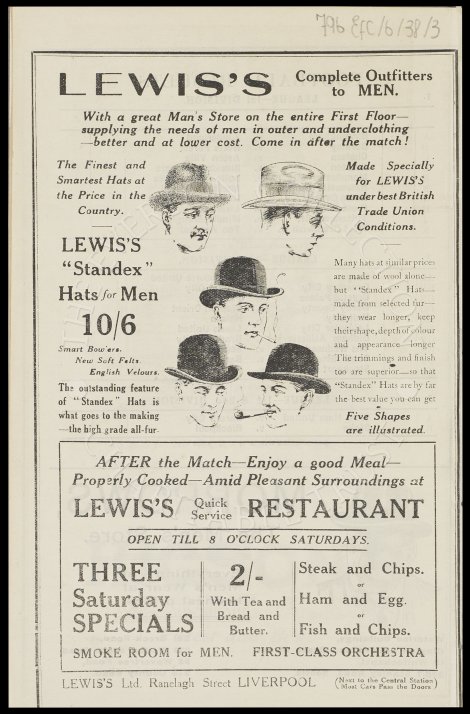 796 EFC/6/38/3
LEWIS'S
Complete Outfitters
to MEN.
With a great Man's Store on the entire First Floor—
supplying the needs of men in outer and underclothing
—better and at lower cost. Come in after the match!
The Finest and
Smartest Hats at
the Price in the
Country.
LEWIS'S
"Standex"
Hats for Men
10/6
Smart Bowlers.
New Soft Felts.
English Velours.
The outstanding feature
of "Standex" Hats is
what goes to the making
—the high grade all-fur.
Made Specially
for LEWIS'S
under best British
Trade Union
Conditions.
Many hats at similar prices
are made of wool alone—
but "Standex" Hats—
made from selected fur—
they wear longer, keep
their shape, depth of colour
and appearance longer
The trimmings and finish
too are superior—so that
"Standex" Hats are by far
the best value you can get
Five Shapes
are illustrated.
AFTER the Match—Enjoy a good Meal—
Properly Cooked—Amid Pleasant Surroundings at
LEWIS'S Quick Service RESTAURANT
OPEN TILL 8 O'CLOCK SATURDAYS.
THREE
Saturday
SPECIALS
2/-
With Tea and
Bread and
Butter.
Steak and Chips.
or
Ham and Egg.
or
Fish and Chips.
SMOKE ROOM for MEN. FIRST-CLASS ORCHESTRA
LEWIS'S Ltd. Ranelagh Street LIVERPOOL
(Next to the Central Station)
(Most Cars Pass the Doors)